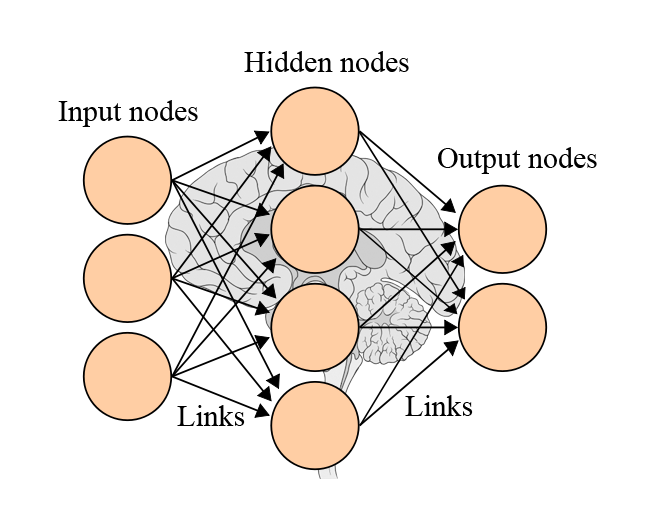 Hidden nodes
Input nodes
Output nodes
Links
Links